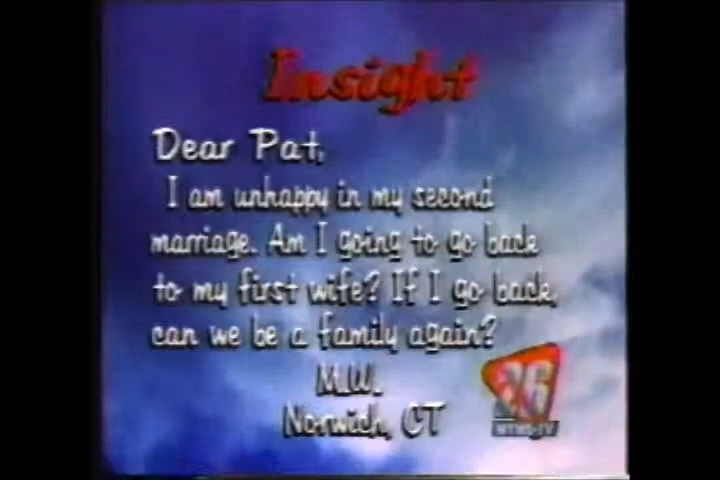 Insight
Dear Pat,
I am unhappy in my second
marriage. Am I going to go back
to my first wife? If I go back,
can we be a family again?
M.W.
Norwich, CT
26
WTWS-TV